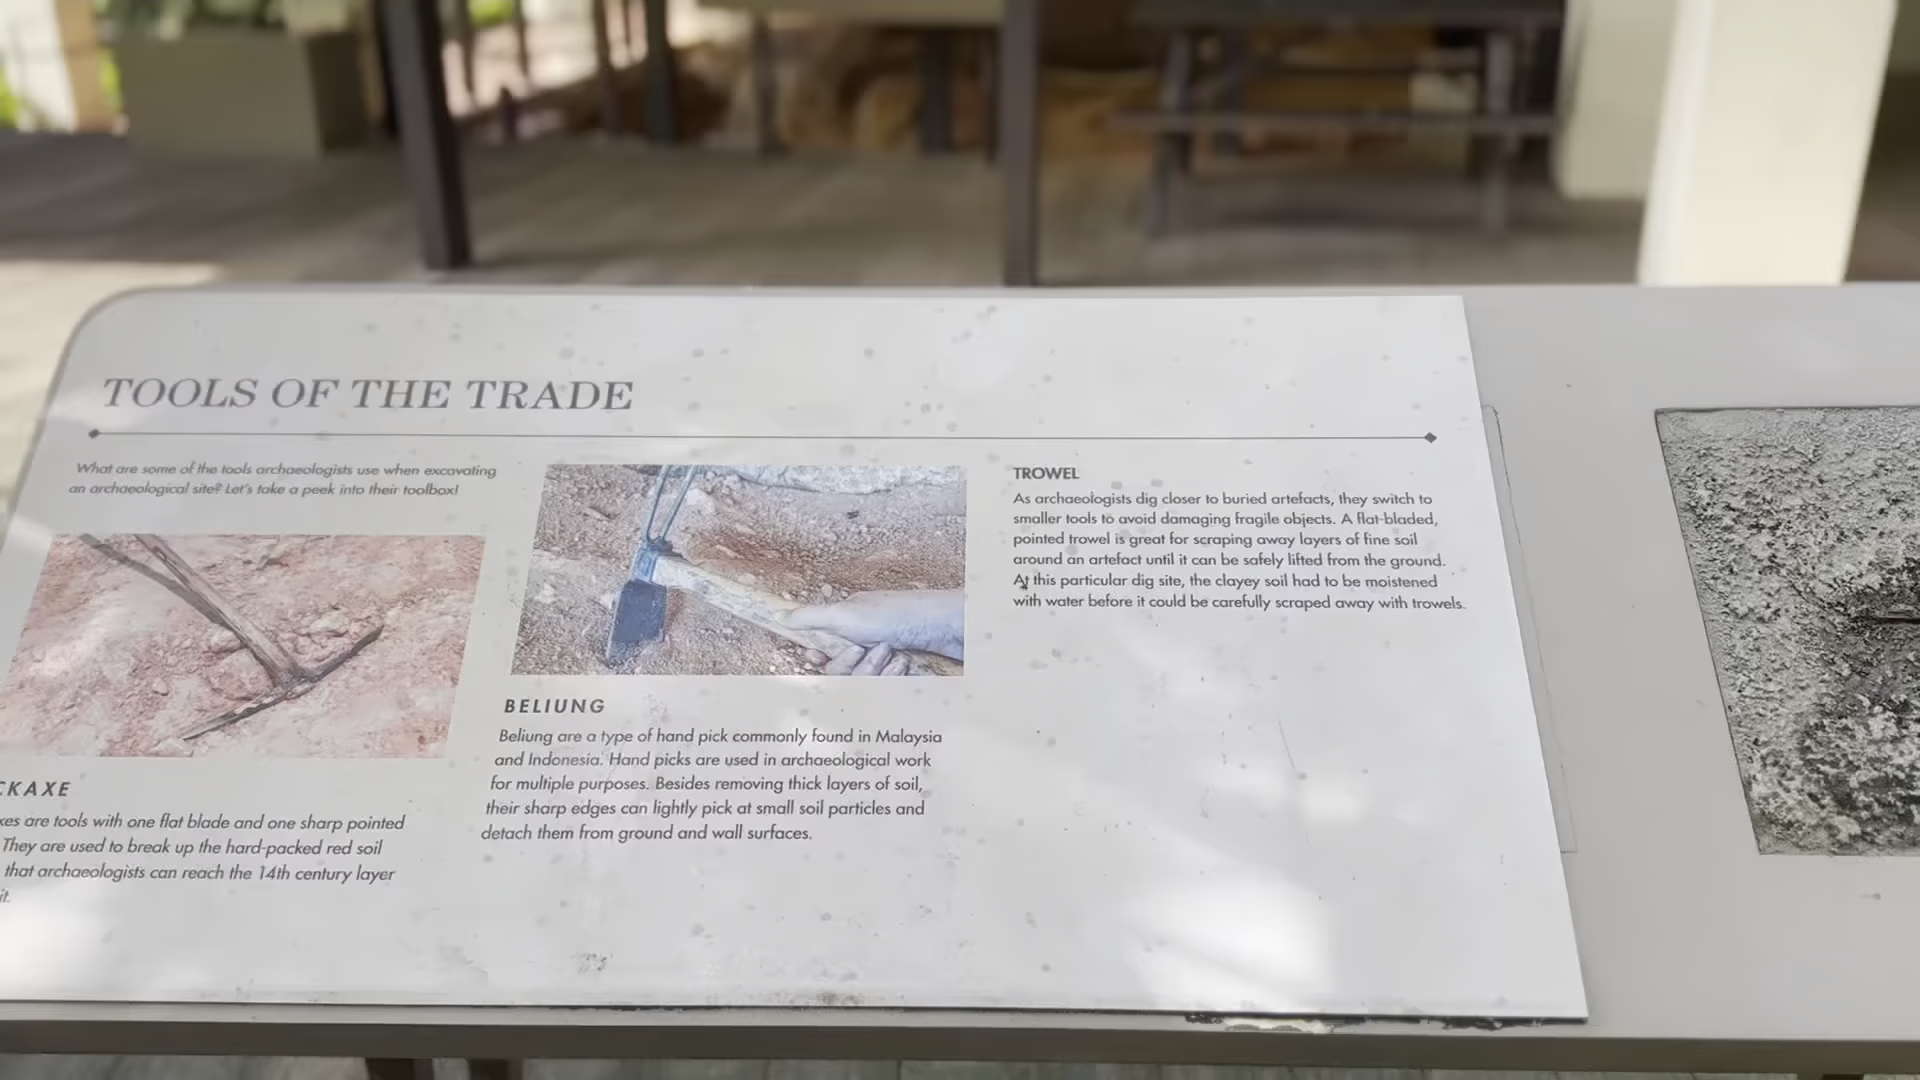 TOOLS OF THE TRADE
What are some of the tools archaeologists use when excavating
an archaeological site? Let's take a peek into their toolbox!
CKAXE
xes are tools with one flat blade and one sharp pointed
They are used to break up the hard-packed red soil
that archaeologists can reach the 14th century layer
it.
BELIUNG
Beliung are a type of hand pick commonly found in Malaysia
and Indonesia. Hand picks are used in archaeological work
for multiple purposes. Besides removing thick layers of soil,
their sharp edges can lightly pick at small soil particles and
detach them from ground and wall surfaces.
TROWEL
As archaeologists dig closer to buried artefacts, they switch to
smaller tools to avoid damaging fragile objects. A flat-bladed,
pointed trowel is great for scraping away layers of fine soil
around an artefact until it can be safely lifted from the ground.
At this particular dig site, the clayey soil had to be moistened
with water before it could be carefully scraped away with trowels.